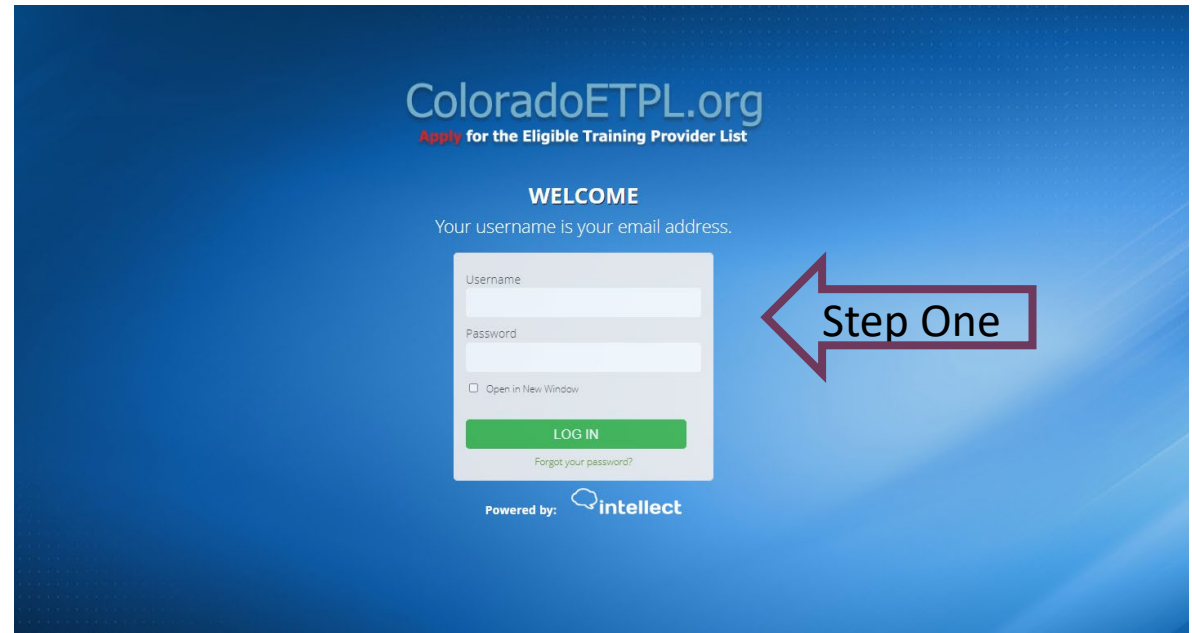 ColoradoETPL.org
Apply for the Eligible Training Provider List
WELCOME
Your username is your email address.
Username
Password
Open in New Window
LOG IN
Forgot your password?
Powered by: intellect
Step One